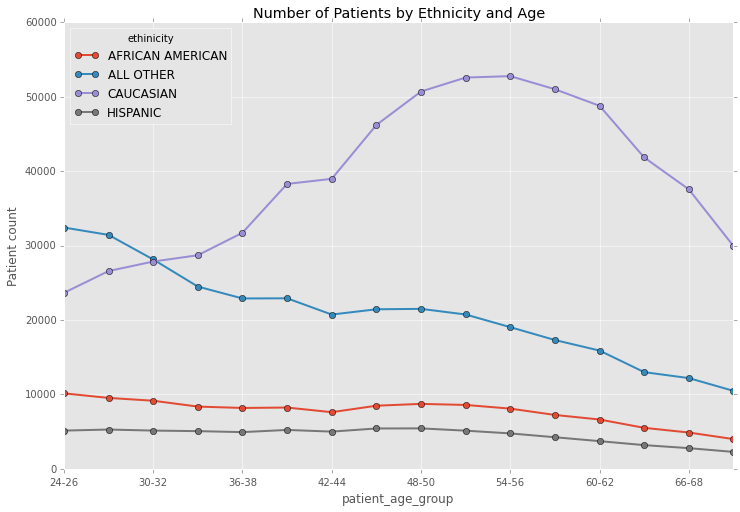 Number of Patients by Ethnicity and Age
ethinicity
AFRICAN AMERICAN
ALL OTHER
CAUCASIAN
HISPANIC
60000
50000
40000
30000
20000
10000
0
Patient count
24-26 30-32 36-38 42-44 48-50 54-56 60-62 66-68
patient_age_group